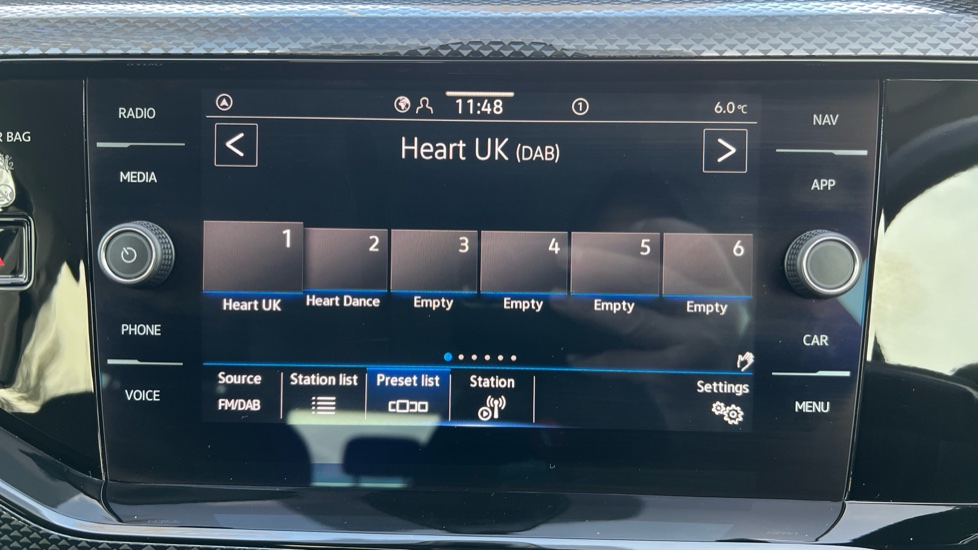 R BAG
RADIO
MEDIA
PHONE
VOICE
11:48
1
6.0°C
<
Heart UK (DAB)
>
1
2
3
4
5
6
Heart UK
Heart Dance
Empty
Empty
Empty
Empty
Source
FM/DAB
Station list
Preset list
Station
Settings
NAV
APP
CAR
MENU